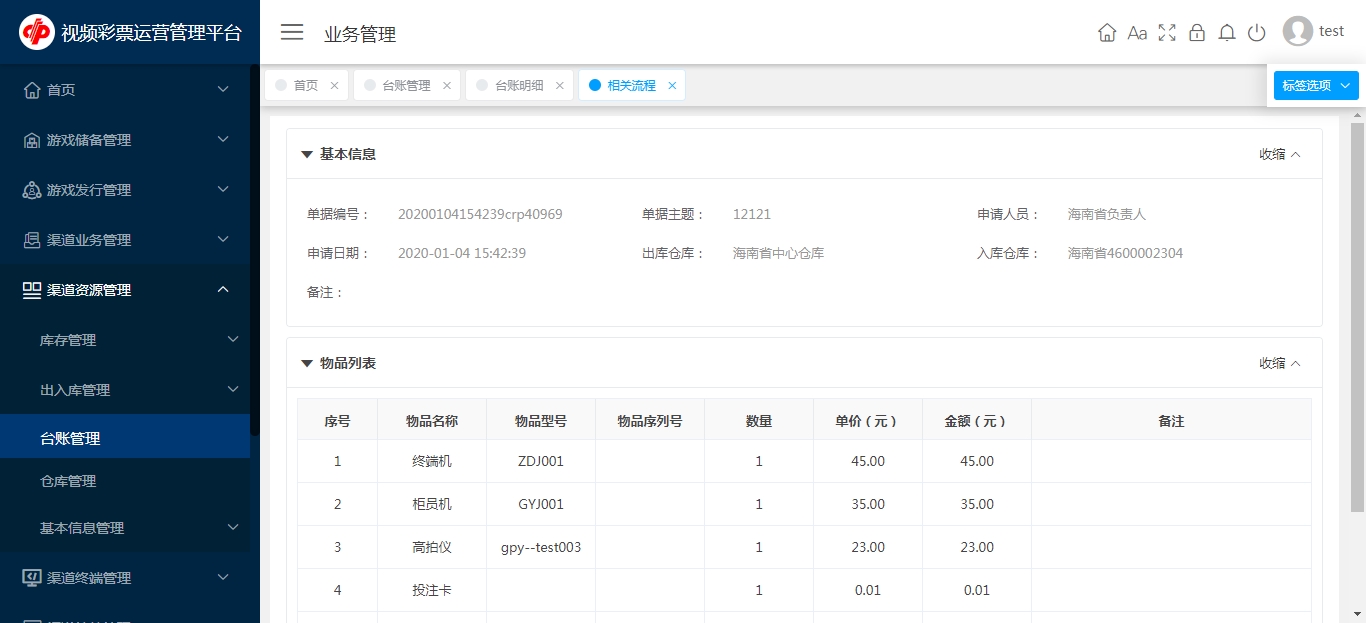 视频彩票运营管理平台
业务管理
Aa
test
首页
游戏储备管理
游戏发行管理
渠道业务管理
渠道资源管理
库存管理
出入库管理
台账管理
仓库管理
基本信息管理
渠道终端管理
首页 × 台账管理 × 台账明细 × 相关流程 ×
标签选项
基本信息 收缩
单据编号： 20200104154239crp40969 单据主题： 12121 申请人员： 海南省负责人
申请日期： 2020-01-04 15:42:39 出库仓库： 海南省中心仓库 入库仓库： 海南省4600002304
备注：
物品列表 收缩
序号 物品名称 物品型号 物品序列号 数量 单价（元） 金额（元） 备注
1 终端机 ZDJ001 1 45.00 45.00
2 柜员机 GYJ001 1 35.00 35.00
3 高拍仪 gpy--test003 1 23.00 23.00
4 投注卡 1 0.01 0.01